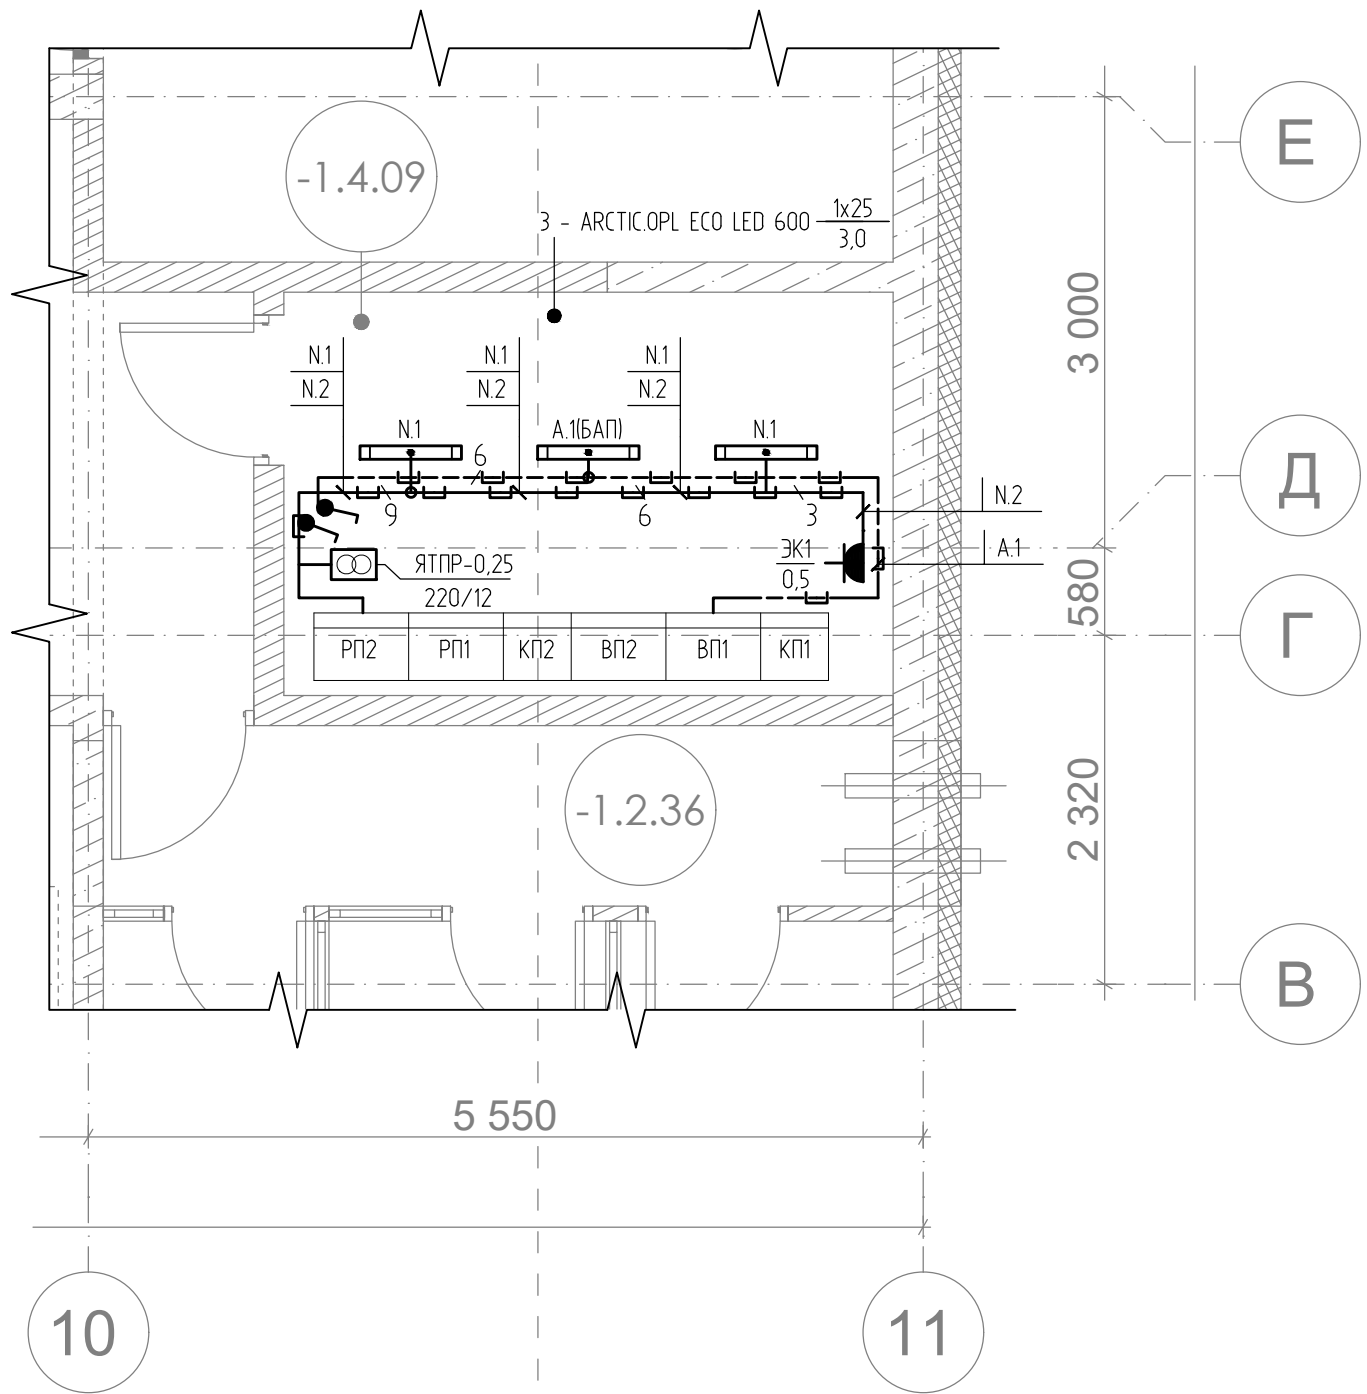 Е
-1.4.09
3 - ARCTIC.OPL ECO LED 600 1x25
3,0
3 000
N.1
N.2
N.1
N.2
N.1
N.2
N.1
А.1(БАП)
N.1
6
9
6
3
N.2
Д
ЯТПР-0,25
220/12
ЭК1
0,5
А.1
580
Г
РП2
РП1
КП2
ВП2
ВП1
КП1
-1.2.36
2 320
В
5 550
10
11